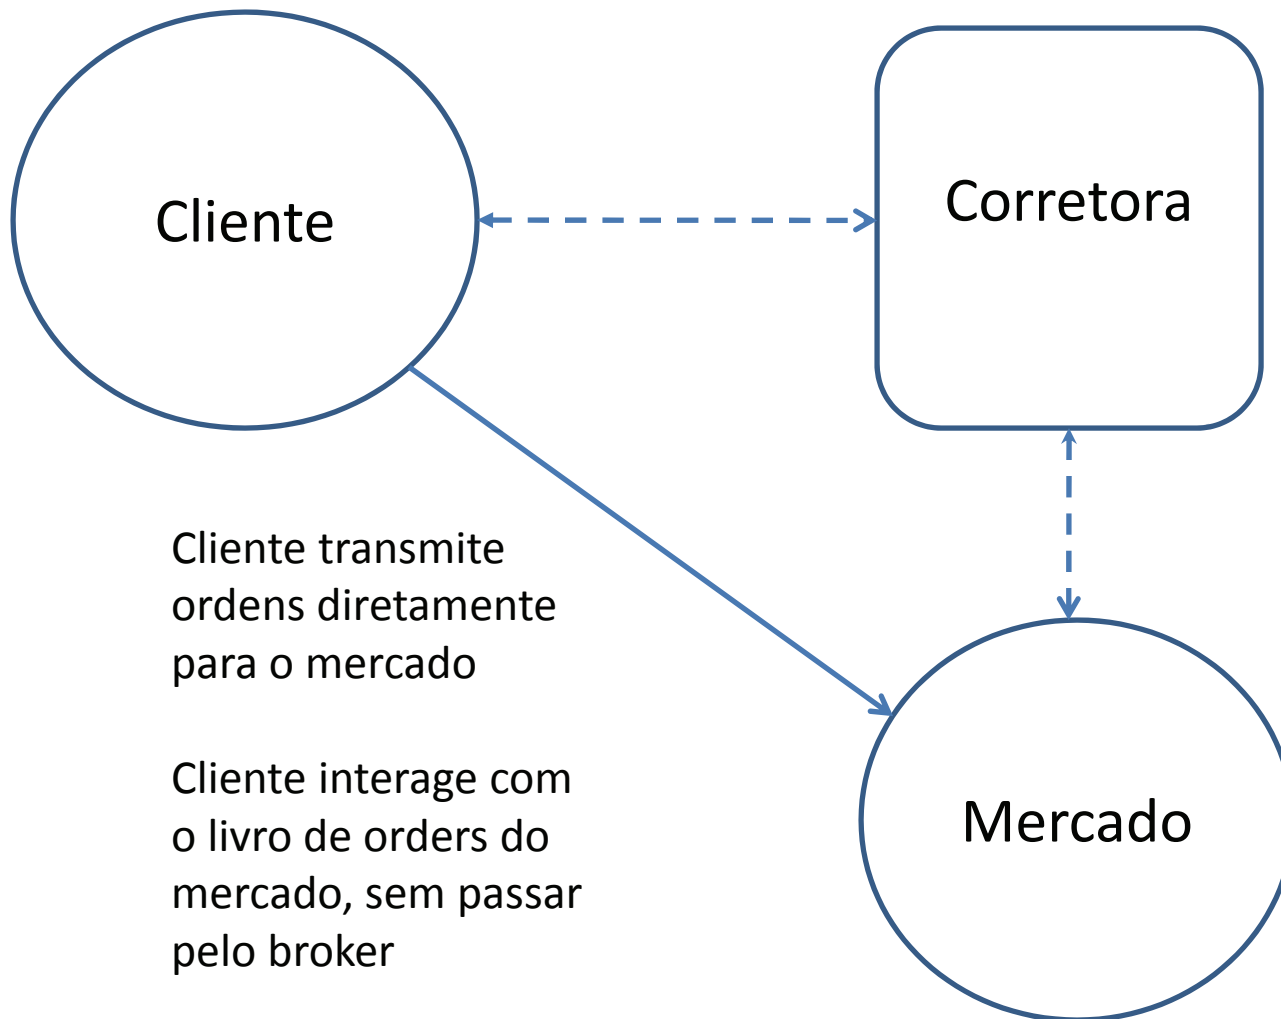 Cliente
Corretora
Cliente transmite
ordens diretamente
para o mercado
Cliente interage com
o livro de orders do
mercado, sem passar
pelo broker
Mercado